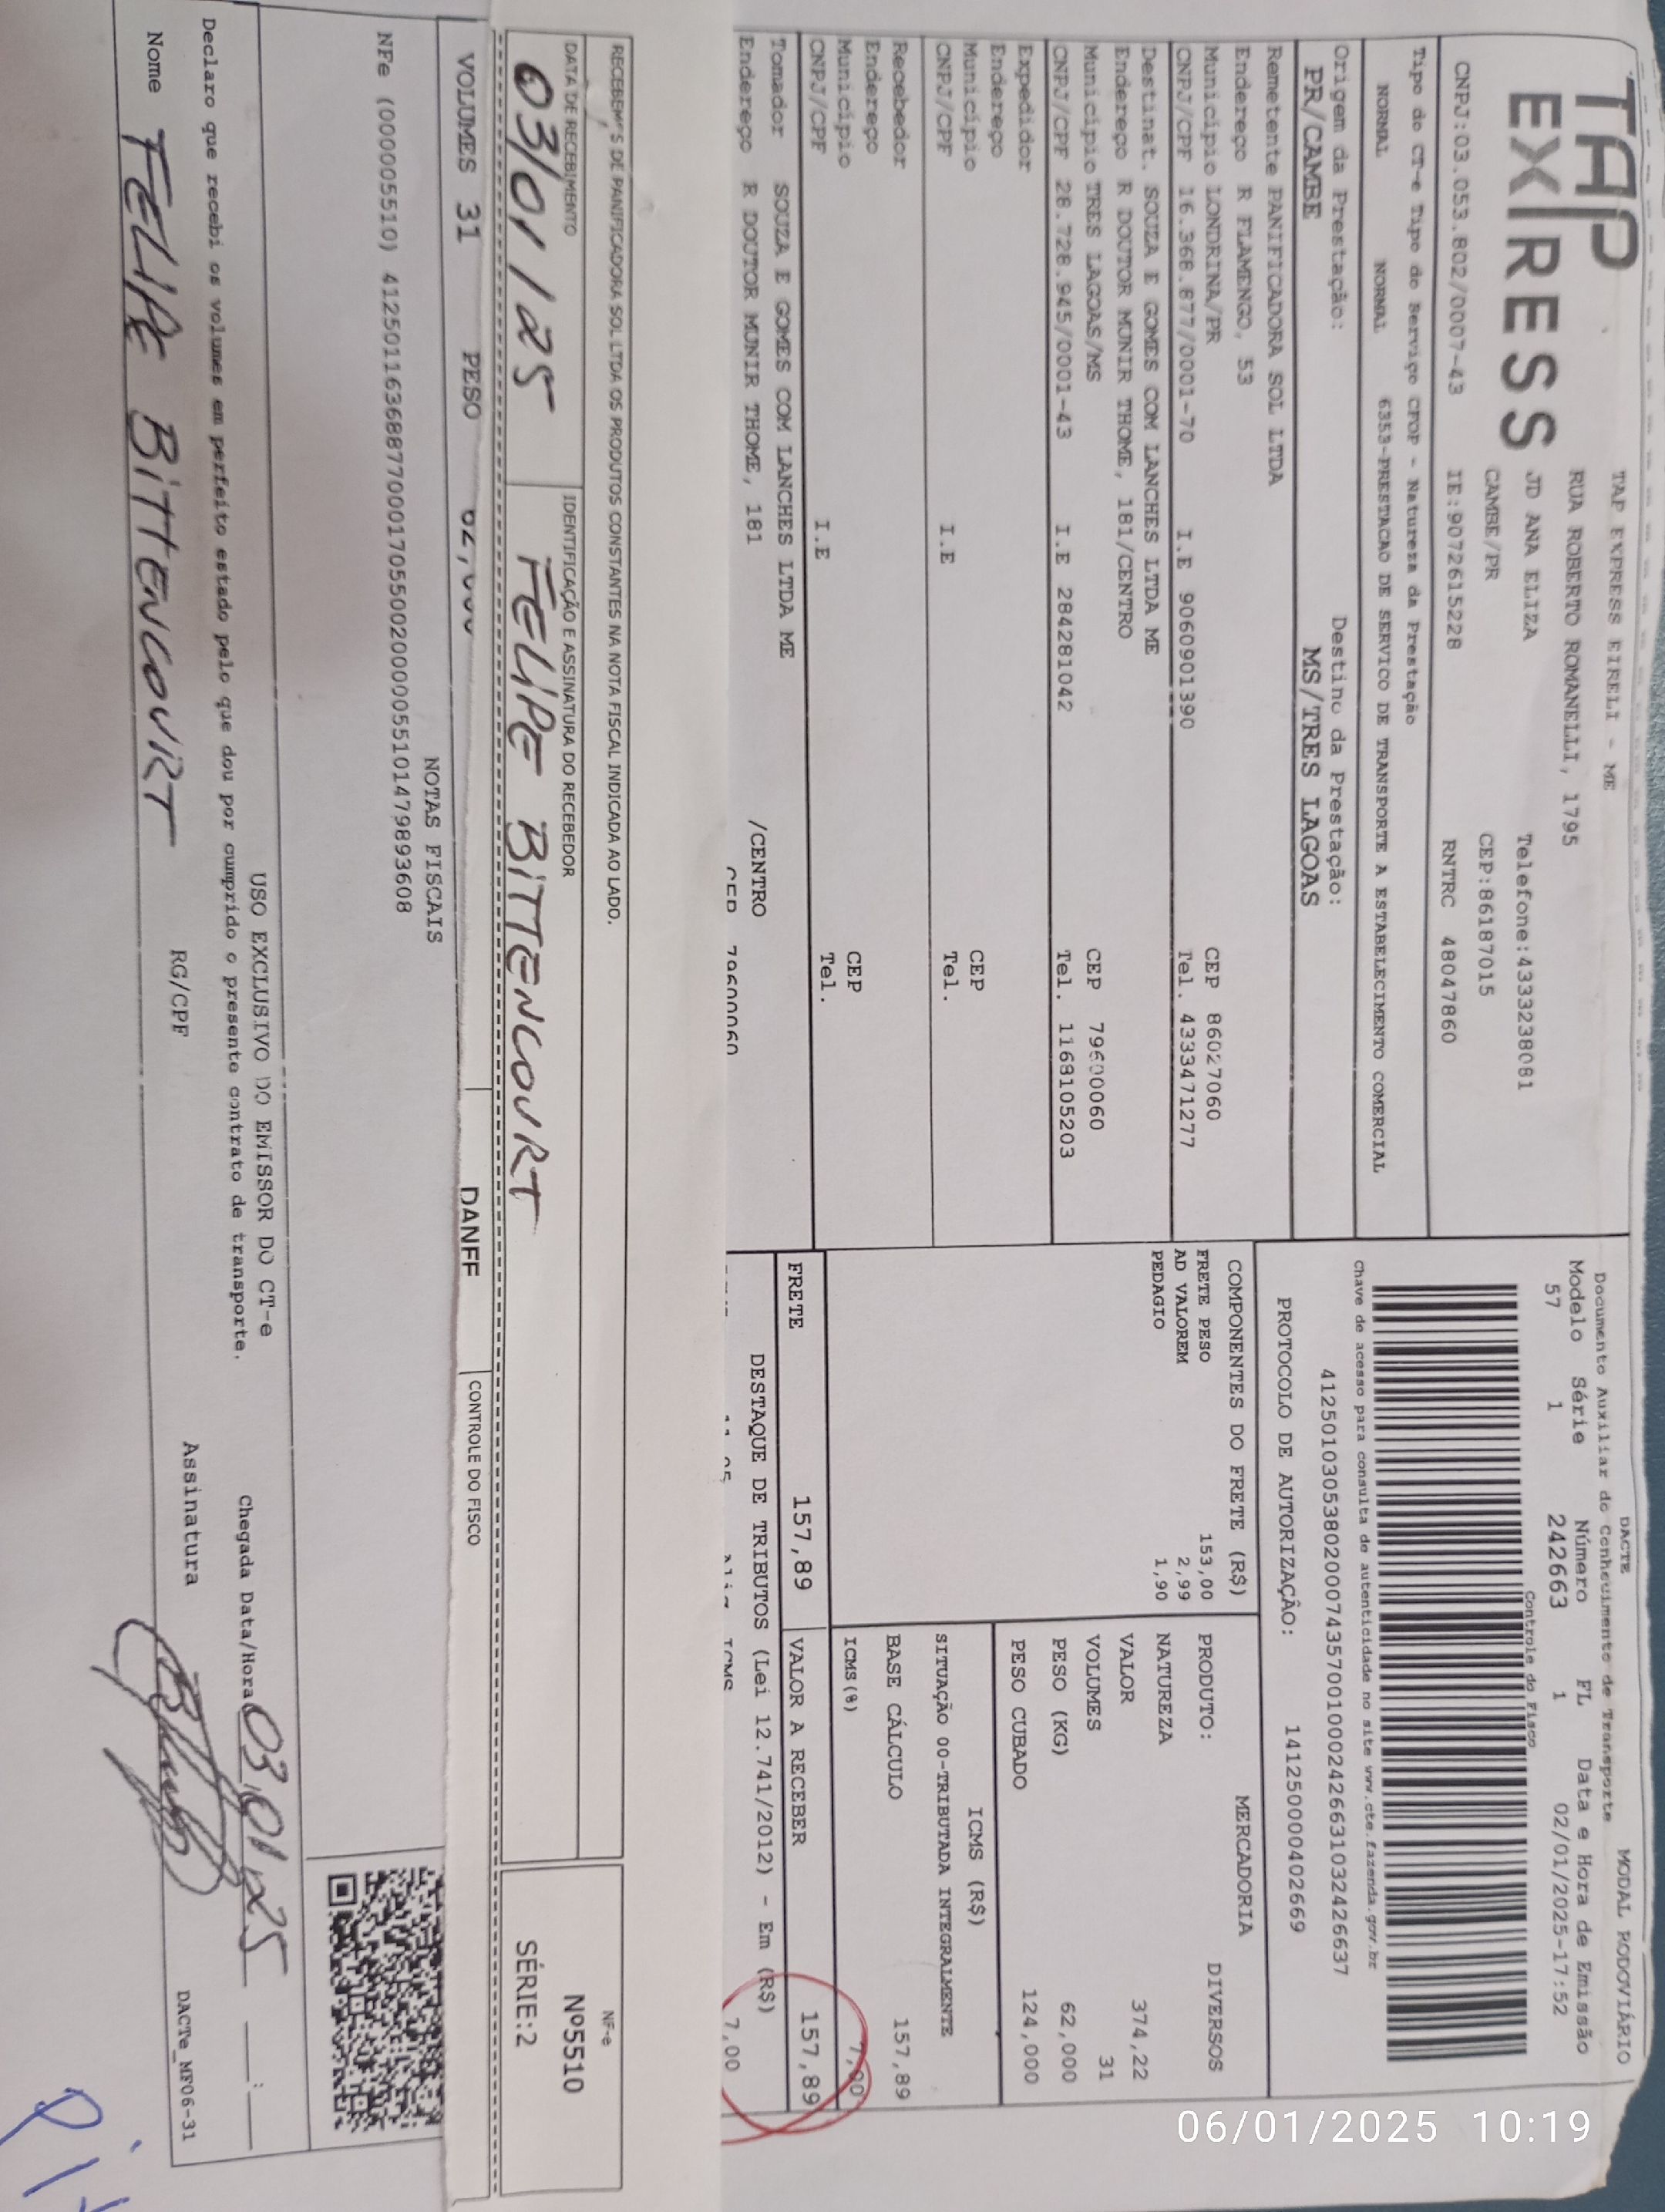 TAP
EXPRESS
TAP EXPRESS EIRELI - ME
RUA ROBERTO ROMANELLI, 1795
JD ANA ELIZA Telefone:4333238081
CAMBE/PR CEP:86187015
CNPJ:03.053.802/0007-43 IE:9072615228 RNTRC 48047860
Tipo do CT-e Tipo do Serviço CFOP - Natureza da Prestação
NORMAL NORMAL 6353-PRESTACAO DE SERVICO DE TRANSPORTE A ESTABELECIMENTO COMERCIAL
Origem da Prestação: Destino da Prestação:
PR/CAMBE MS/TRES LAGOAS
Remetente PANIFICADORA SOL LTDA
Endereço R FLAMENGO, 53
Município LONDRINA/PR CEP 86027060
CNPJ/CPF 16.368.877/0001-70 I.E 9060901390 Tel. 433471277
Destinat. SOUZA E GOMES COM LANCHES LTDA ME
Endereço R DOUTOR MUNIR THOME, 181/CENTRO
Município TRES LAGOAS/MS CEP 79600060
CNPJ/CPF 28.728.945/0001-43 I.E 284281042 Tel. 1168105203
Expedidor
Endereço
Município CEP
CNPJ/CPF I.E Tel.
Recebedor
Endereço
Município CEP
CNPJ/CPF I.E Tel.
Tomador SOUZA E GOMES COM LANCHES LTDA ME
Endereço R DOUTOR MUNIR THOME, 181 /CENTRO
CEP 79600060
DACTE MODAL RODOVIÁRIO
Documento Auxiliar do Conhecimento de Transporte
Modelo Série Número FL Data e Hora de Emissão
57 1 242663 1 02/01/2025-17:52
Controle do Fisco
Chave de acesso para consulta de autenticidade no site www.cte.fazenda.gov.br
41250103053802000743570010002426631032426637
PROTOCOLO DE AUTORIZAÇÃO: 141250000402669
COMPONENTES DO FRETE (R$)
FRETE PESO 153,00
AD VALOREM 2,99
PEDAGIO 1,90
MERCADORIA
PRODUTO: DIVERSOS
NATUREZA
VALOR 374,22
VOLUMES 31
PESO (KG) 62,000
PESO CUBADO 124,000
ICMS (R$)
SITUAÇÃO 00-TRIBUTADA INTEGRALMENTE
BASE CÁLCULO 157,89
ICMS(%) 7,00
FRETE 157,89 VALOR A RECEBER 157,89
DESTAQUE DE TRIBUTOS (Lei 12.741/2012) - Em (R$)
ICMS 7,00
RECEBEMOS DE PANIFICADORA SOL LTDA OS PRODUTOS CONSTANTES NA NOTA FISCAL INDICADA AO LADO.
DATA DE RECEBIMENTO IDENTIFICAÇÃO E ASSINATURA DO RECEBEDOR
03/01/25 FELIPE BITTENCOURT
NF-e
Nº5510
SÉRIE:2
VOLUMES 31 PESO
DANFF CONTROLE DO FISCO
NOTAS FISCAIS
NFe (000005510) 41250116368877000170550020000055101479893608
USO EXCLUSIVO DO EMISSOR DO CT-e
Declaro que recebi os volumes em perfeito estado pelo que dou por cumprido o presente contrato de transporte. Chegada Data/Hora 03/01/25 __:__
Nome FELIPE BITTENCOURT RG/CPF Assinatura
DACTe_MF06-31
06/01/2025 10:19